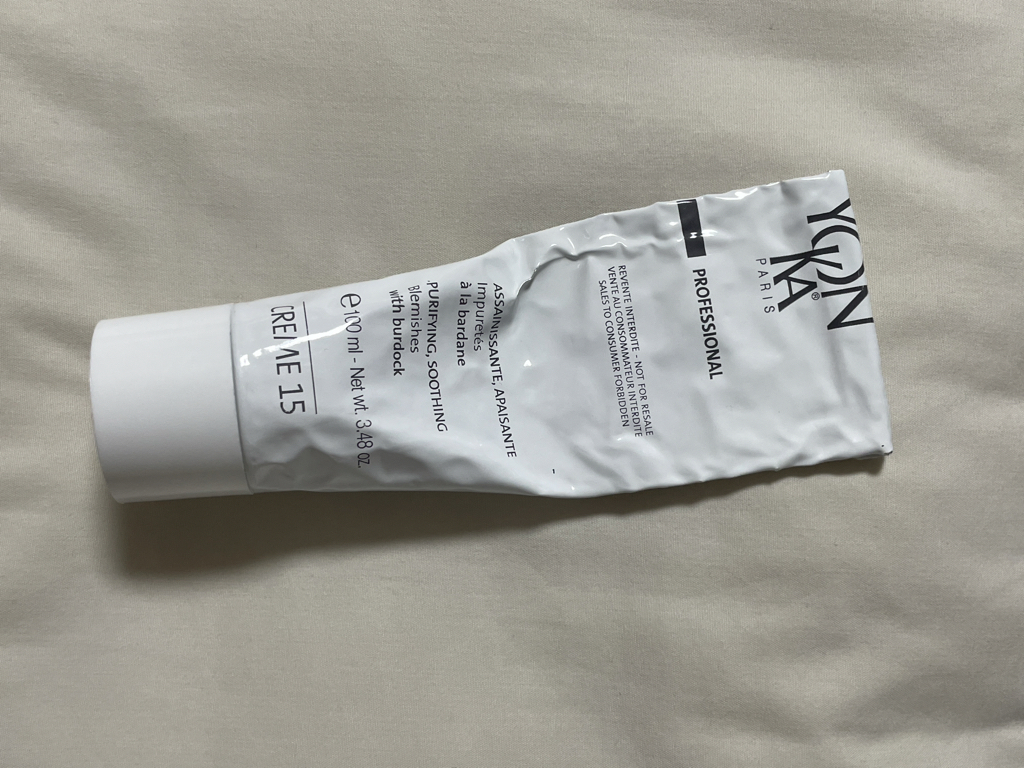 YON
KA®
PARIS
PROFESSIONAL
REVENTE INTERDITE - NOT FOR RESALE
VENTE AU CONSOMMATEUR INTERDITE
SALES TO CONSUMER FORBIDDEN
ASSAINISSANTE, APAISANTE
Impuretés
à la bardane
PURIFYING, SOOTHING
Blemishes
with burdock
e100 ml - Net wt. 3.48 oz.
CREME 15